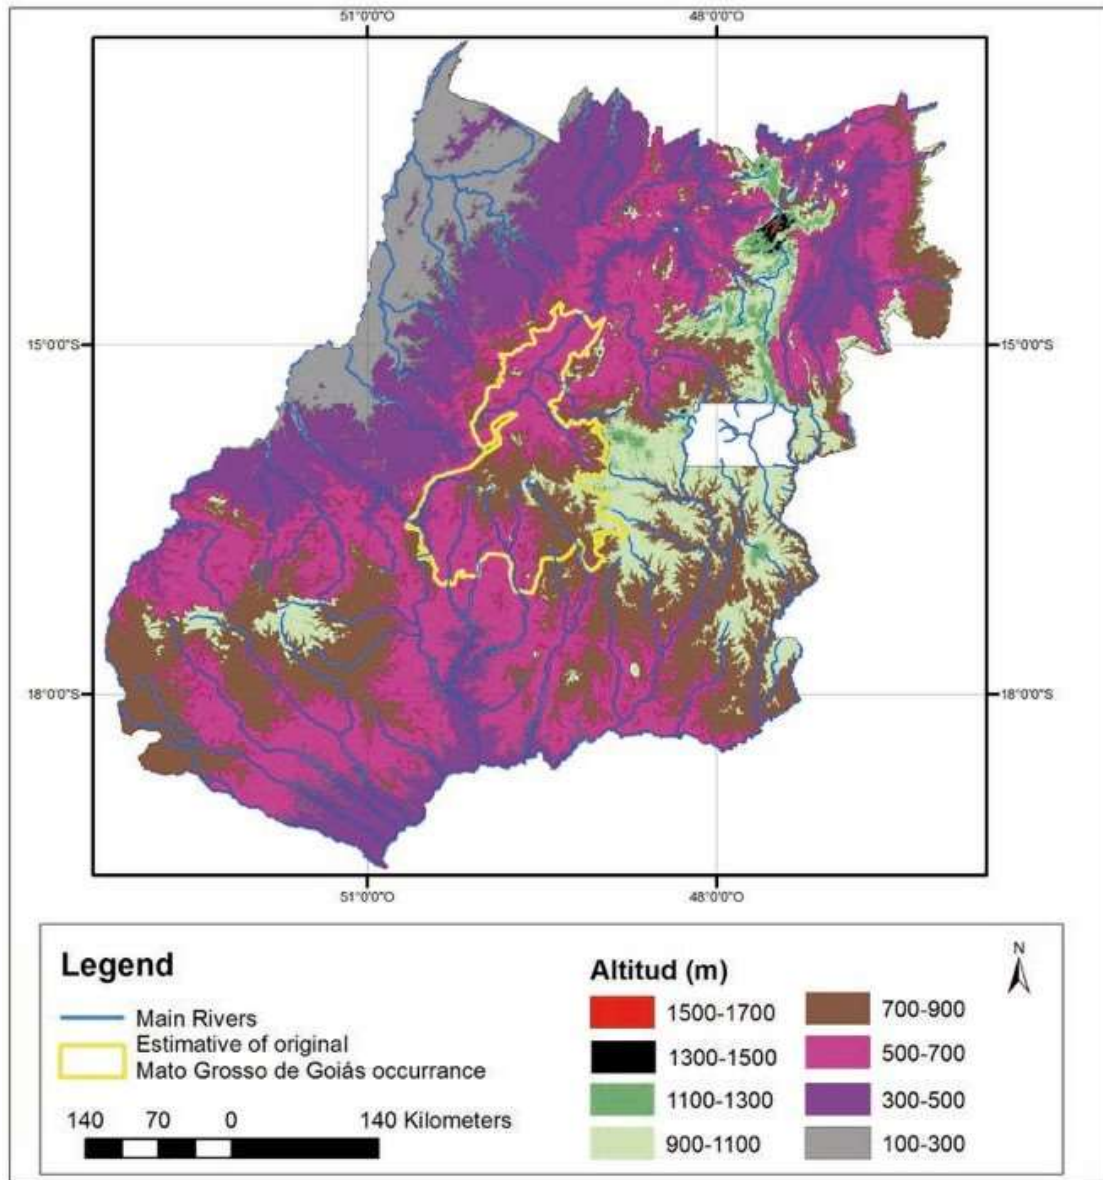 51°0'0"O 48°0'0"O
15°0'0"S 15°0'0"S
18°0'0"S 18°0'0"S
51°0'0"O 48°0'0"O
Legend
Main Rivers
Estimative of original
Mato Grosso de Goiás occurrance
140 70 0 140 Kilometers
Altitud (m)
1500-1700
1300-1500
1100-1300
900-1100
700-900
500-700
300-500
100-300
N